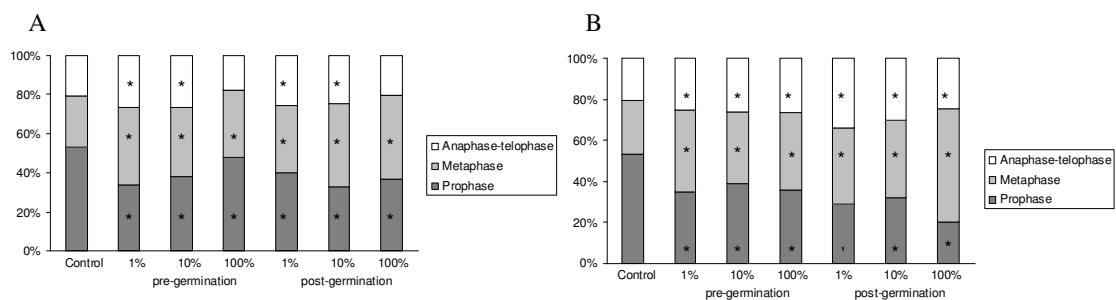 A
100%
80%
60%
40%
20%
0%
* * * *
* * * * * *
* * * * * *
Control 1% 10% 100% 1% 10% 100%
pre-germination post-germination
Anaphase-telophase
Metaphase
Prophase
B
100%
80%
60%
40%
20%
0%
* * * * * *
* * * * * *
* * * * *
Control 1% 10% 100% 1% 10% 100%
pre-germination post-germination
Anaphase-telophase
Metaphase
Prophase